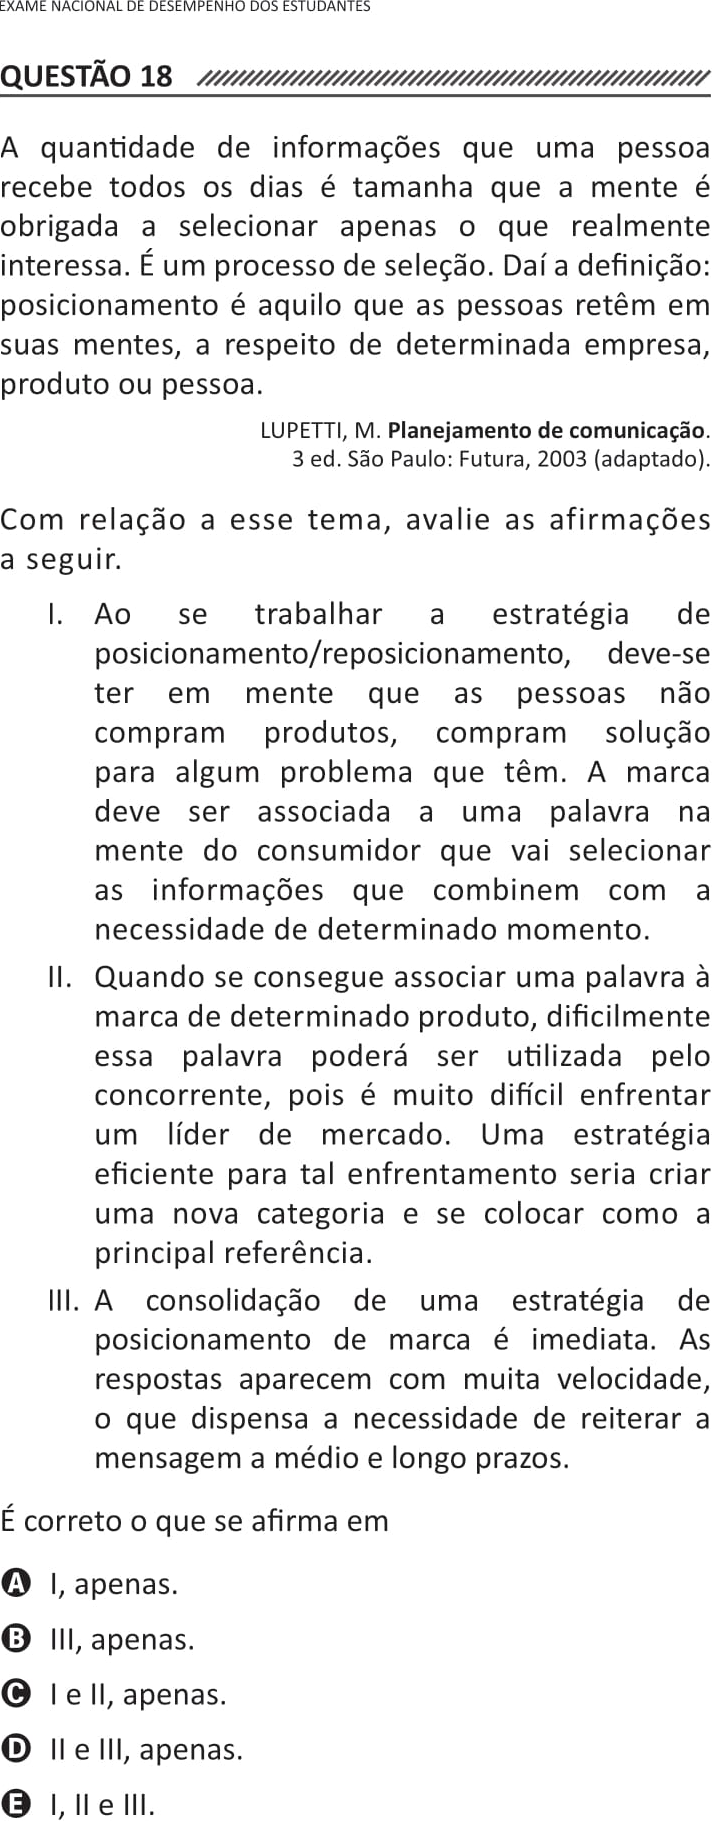 EXAME NACIONAL DE DESEMPENHO DOS ESTUDANTES
QUESTÃO 18
A quantidade de informações que uma pessoa
recebe todos os dias é tamanha que a mente é
obrigada a selecionar apenas o que realmente
interessa. É um processo de seleção. Daí a definição:
posicionamento é aquilo que as pessoas retêm em
suas mentes, a respeito de determinada empresa,
produto ou pessoa.
LUPETTI, M. Planejamento de comunicação.
3 ed. São Paulo: Futura, 2003 (adaptado).
Com relação a esse tema, avalie as afirmações
a seguir.
I. Ao se trabalhar a estratégia de
posicionamento/reposicionamento, deve-se
ter em mente que as pessoas não
compram produtos, compram solução
para algum problema que têm. A marca
deve ser associada a uma palavra na
mente do consumidor que vai selecionar
as informações que combinem com a
necessidade de determinado momento.
II. Quando se consegue associar uma palavra à
marca de determinado produto, dificilmente
essa palavra poderá ser utilizada pelo
concorrente, pois é muito difícil enfrentar
um líder de mercado. Uma estratégia
eficiente para tal enfrentamento seria criar
uma nova categoria e se colocar como a
principal referência.
III. A consolidação de uma estratégia de
posicionamento de marca é imediata. As
respostas aparecem com muita velocidade,
o que dispensa a necessidade de reiterar a
mensagem a médio e longo prazos.
É correto o que se afirma em
A I, apenas.
B III, apenas.
C I e II, apenas.
D II e III, apenas.
E I, II e III.